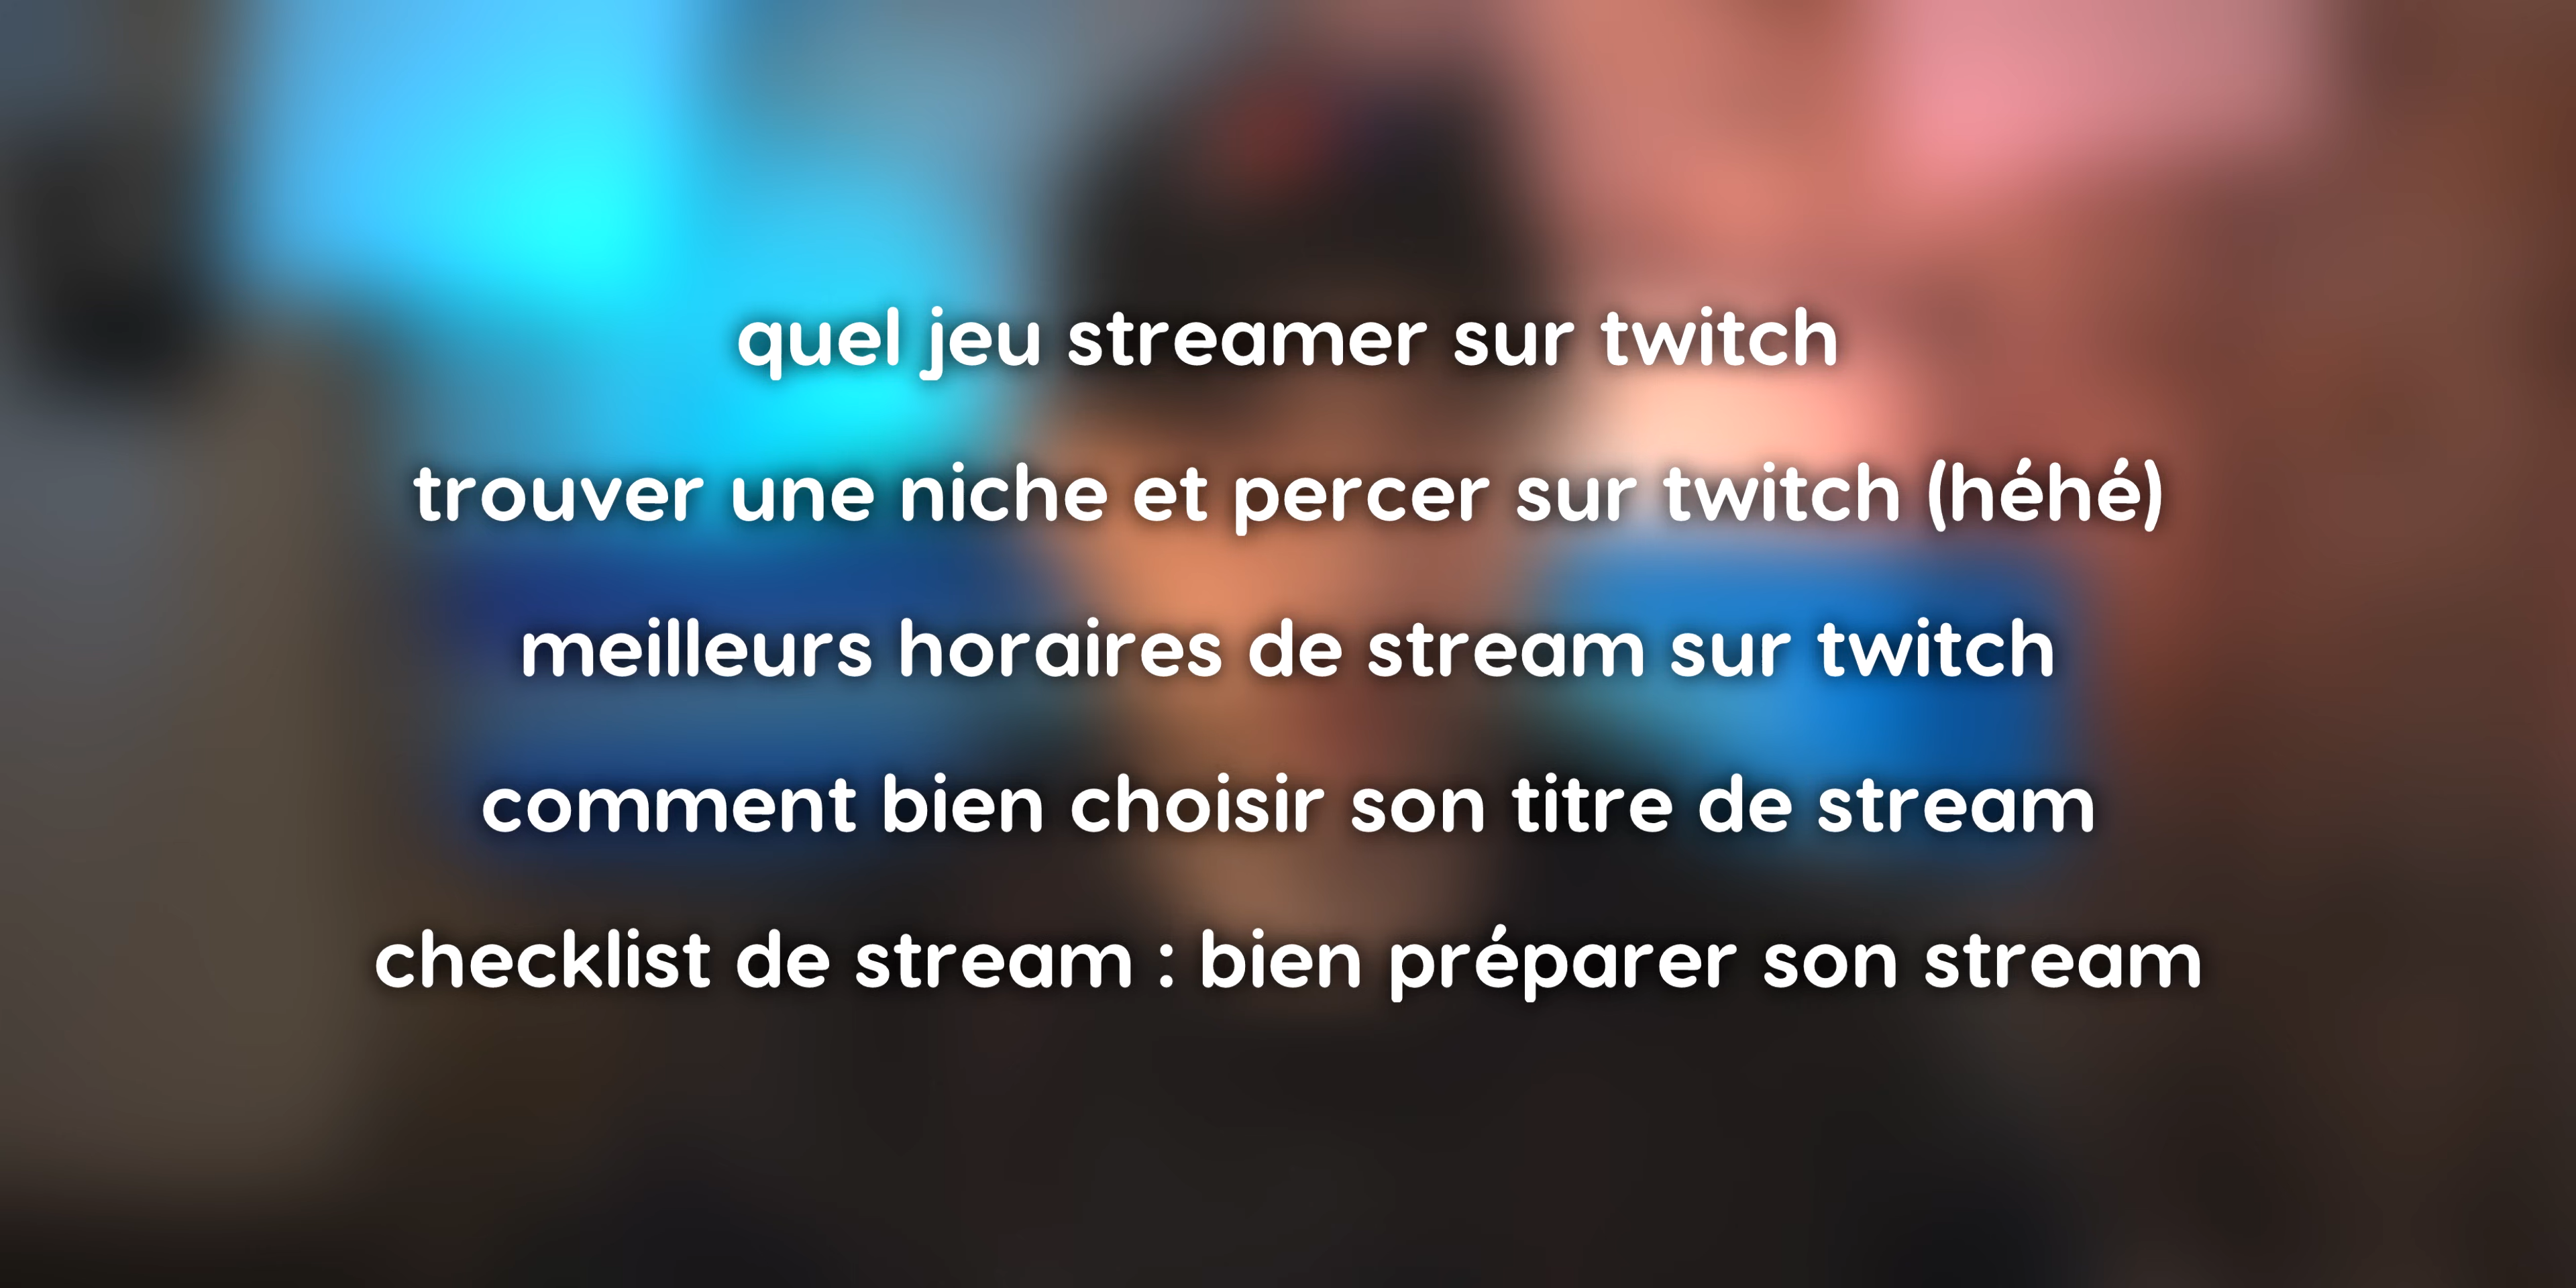 quel jeu streamer sur twitch
trouver une niche et percer sur twitch (héhé)
meilleurs horaires de stream sur twitch
comment bien choisir son titre de stream
checklist de stream : bien préparer son stream